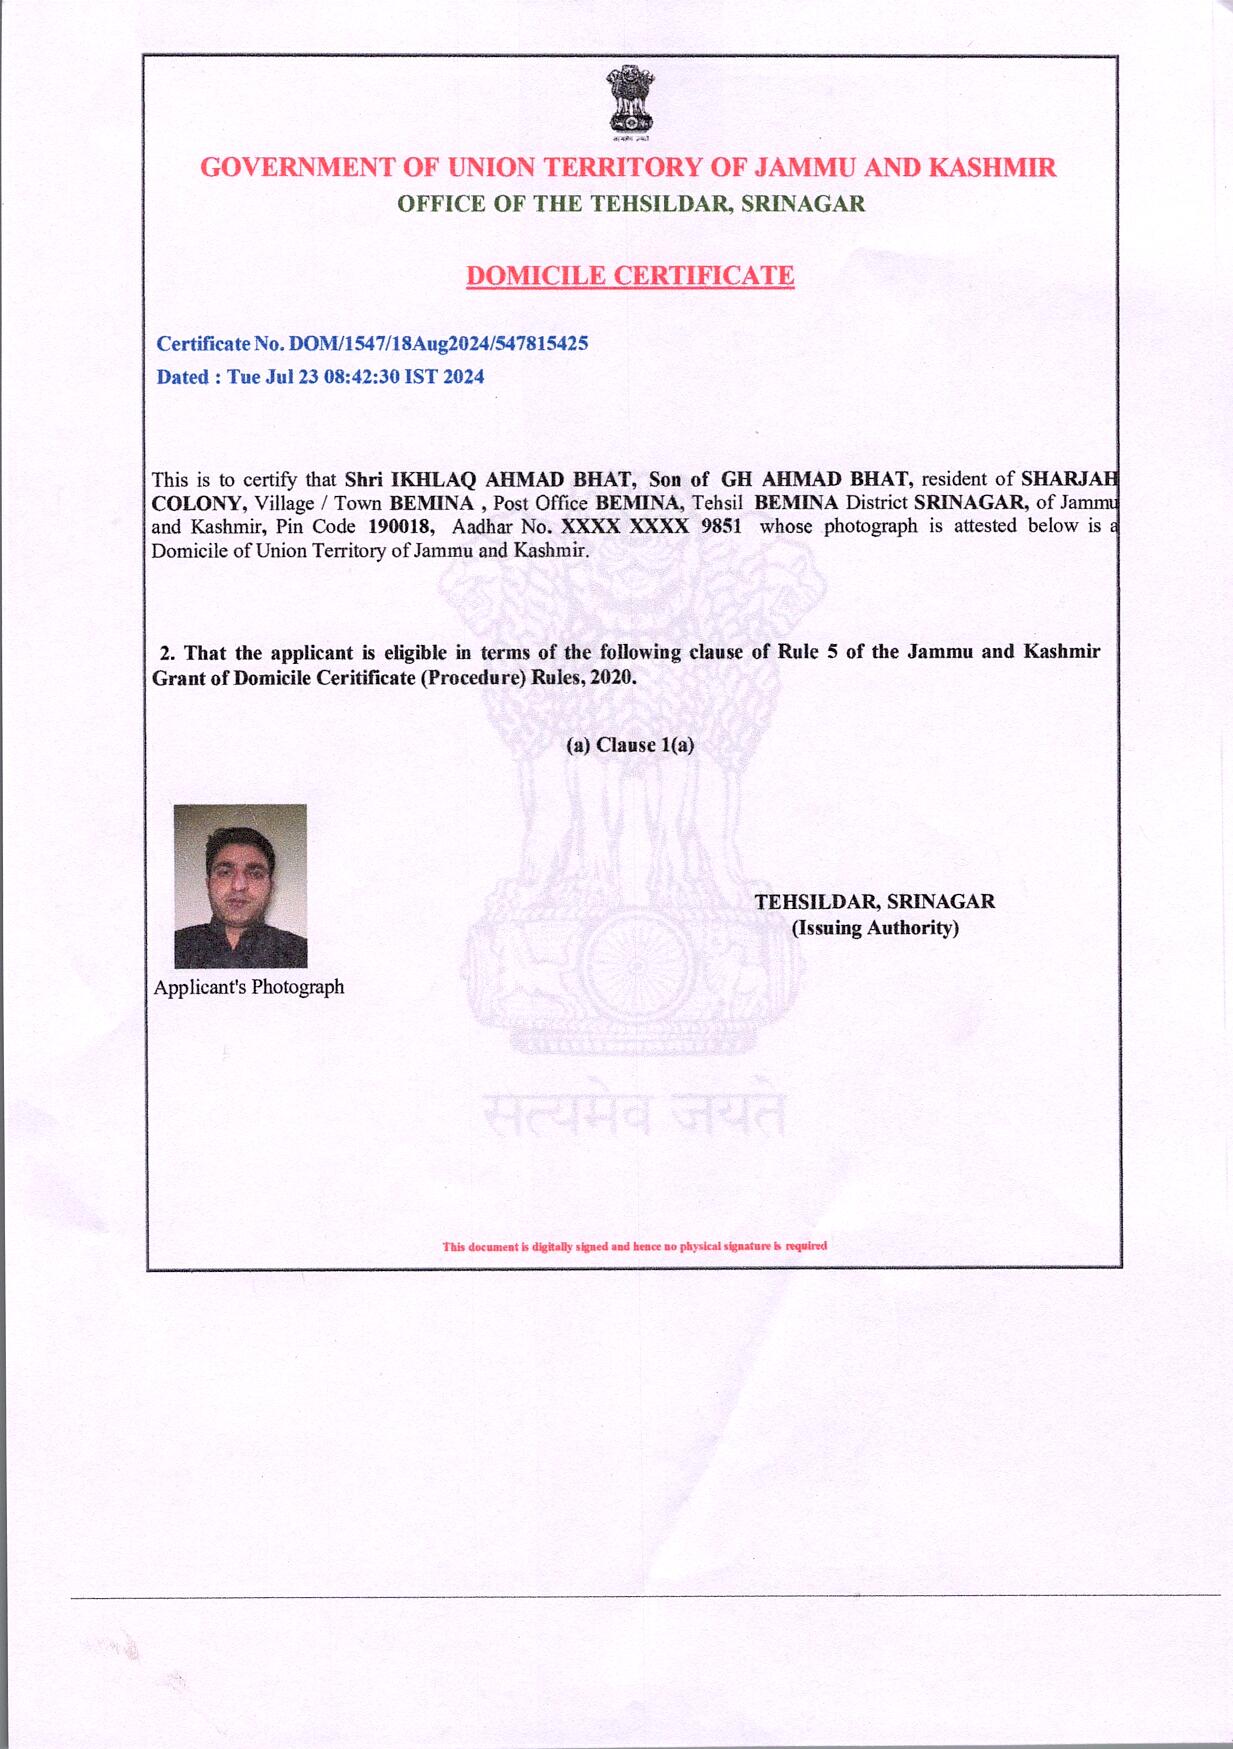 GOVERNMENT OF UNION TERRITORY OF JAMMU AND KASHMIR
OFFICE OF THE TEHSILDAR, SRINAGAR
DOMICILE CERTIFICATE
Certificate No. DOM/1547/18Aug2024/547815425
Dated : Tue Jul 23 08:42:30 IST 2024
This is to certify that Shri IKHLAQ AHMAD BHAT, Son of GH AHMAD BHAT, resident of SHARJAH
COLONY, Village / Town BEMINA , Post Office BEMINA, Tehsil BEMINA District SRINAGAR, of Jammu
and Kashmir, Pin Code 190018, Aadhar No. XXXX XXXX 9851 whose photograph is attested below is a
Domicile of Union Territory of Jammu and Kashmir.
2. That the applicant is eligible in terms of the following clause of Rule 5 of the Jammu and Kashmir
Grant of Domicile Ceritificate (Procedure) Rules, 2020.
(a) Clause 1(a)
TEHSILDAR, SRINAGAR
(Issuing Authority)
Applicant's Photograph
सत्यमेव जयते
This document is digitally signed and hence no physical signature is required